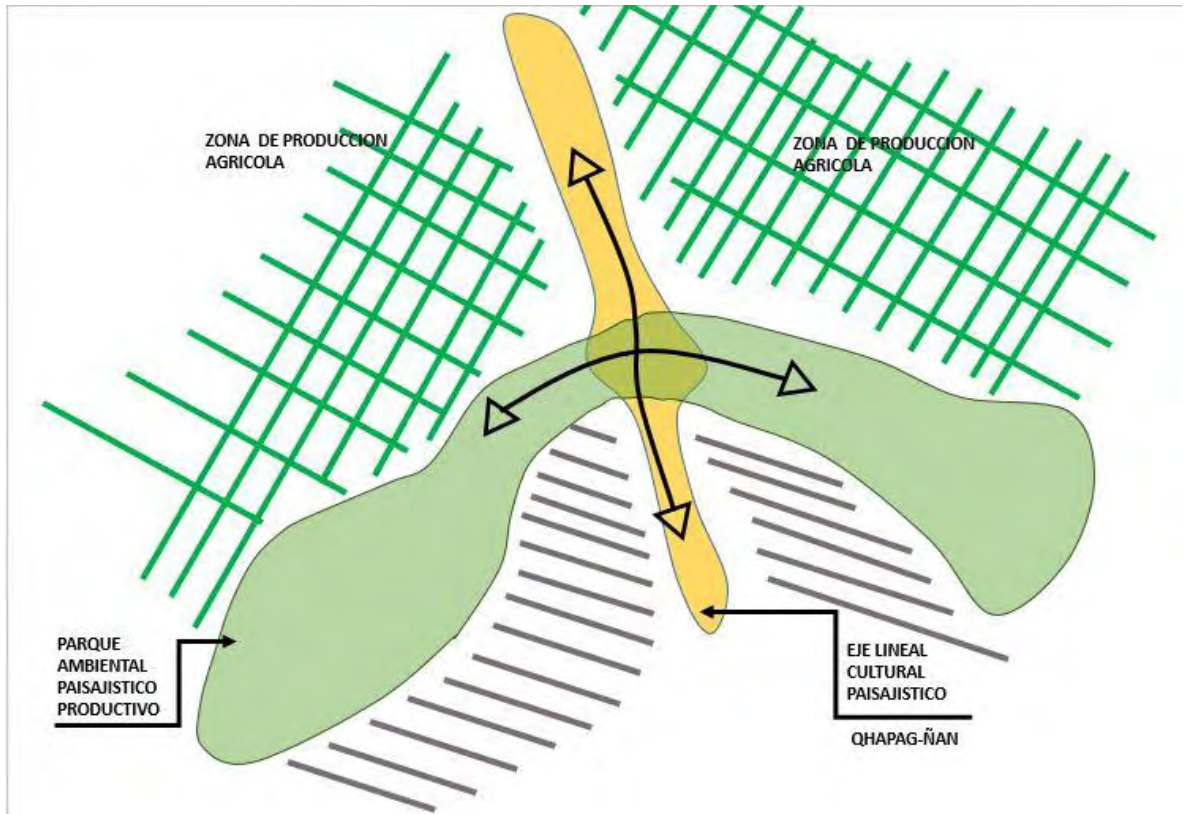 ZONA DE PRODUCCION
AGRICOLA
ZONA DE PRODUCCION
AGRICOLA
PARQUE
AMBIENTAL
PAISAJISTICO
PRODUCTIVO
EJE LINEAL
CULTURAL
PAISAJISTICO
QHAPAG-ÑAN